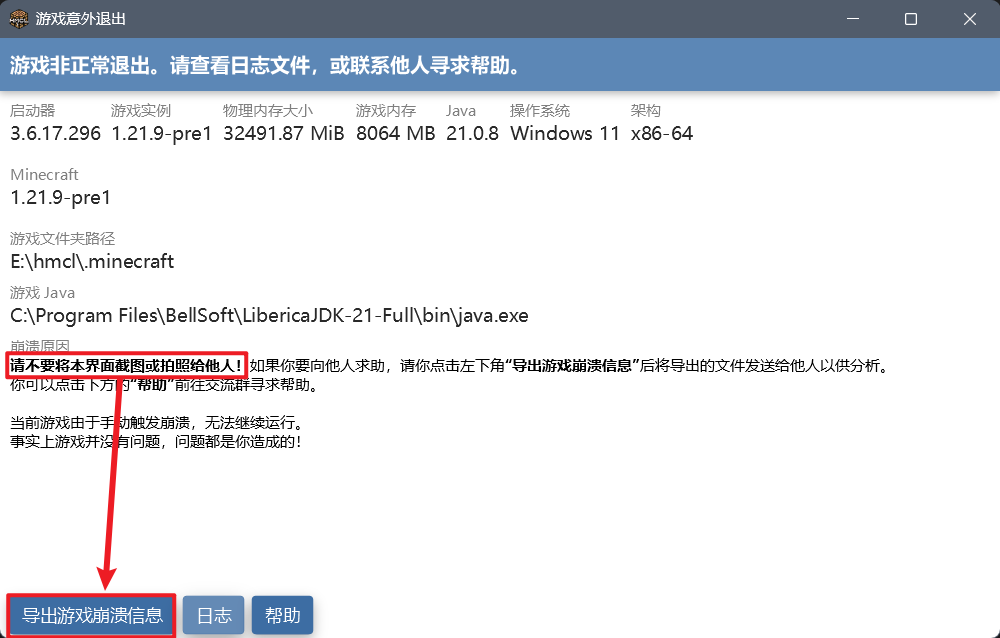 游戏意外退出
游戏非正常退出。请查看日志文件，或联系他人寻求帮助。
启动器 游戏实例 物理内存大小 游戏内存 Java 操作系统 架构
3.6.17.296 1.21.9-pre1 32491.87 MiB 8064 MB 21.0.8 Windows 11 x86-64
Minecraft
1.21.9-pre1
游戏文件夹路径
E:\hmcl\.minecraft
游戏 Java
C:\Program Files\BellSoft\LibericaJDK-21-Full\bin\java.exe
崩溃原因
请不要将本界面截图或拍照给他人！如果你要向他人求助，请你点击左下角“导出游戏崩溃信息”后将导出的文件发送给他人以供分析。
你可以点击下方的“帮助”前往交流群寻求帮助。
当前游戏由于手动触发崩溃，无法继续运行。
事实上游戏并没有问题，问题都是你造成的！
导出游戏崩溃信息 日志 帮助